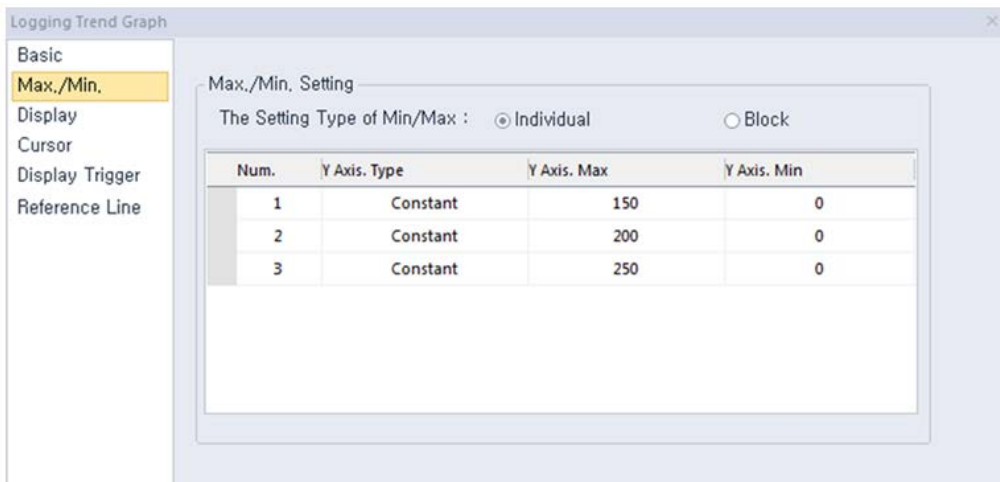 Logging Trend Graph
Basic
Max./Min.
Display
Cursor
Display Trigger
Reference Line
Max./Min. Setting
The Setting Type of Min/Max : Individual Block
Num. Y Axis. Type Y Axis. Max Y Axis. Min
1 Constant 150 0
2 Constant 200 0
3 Constant 250 0